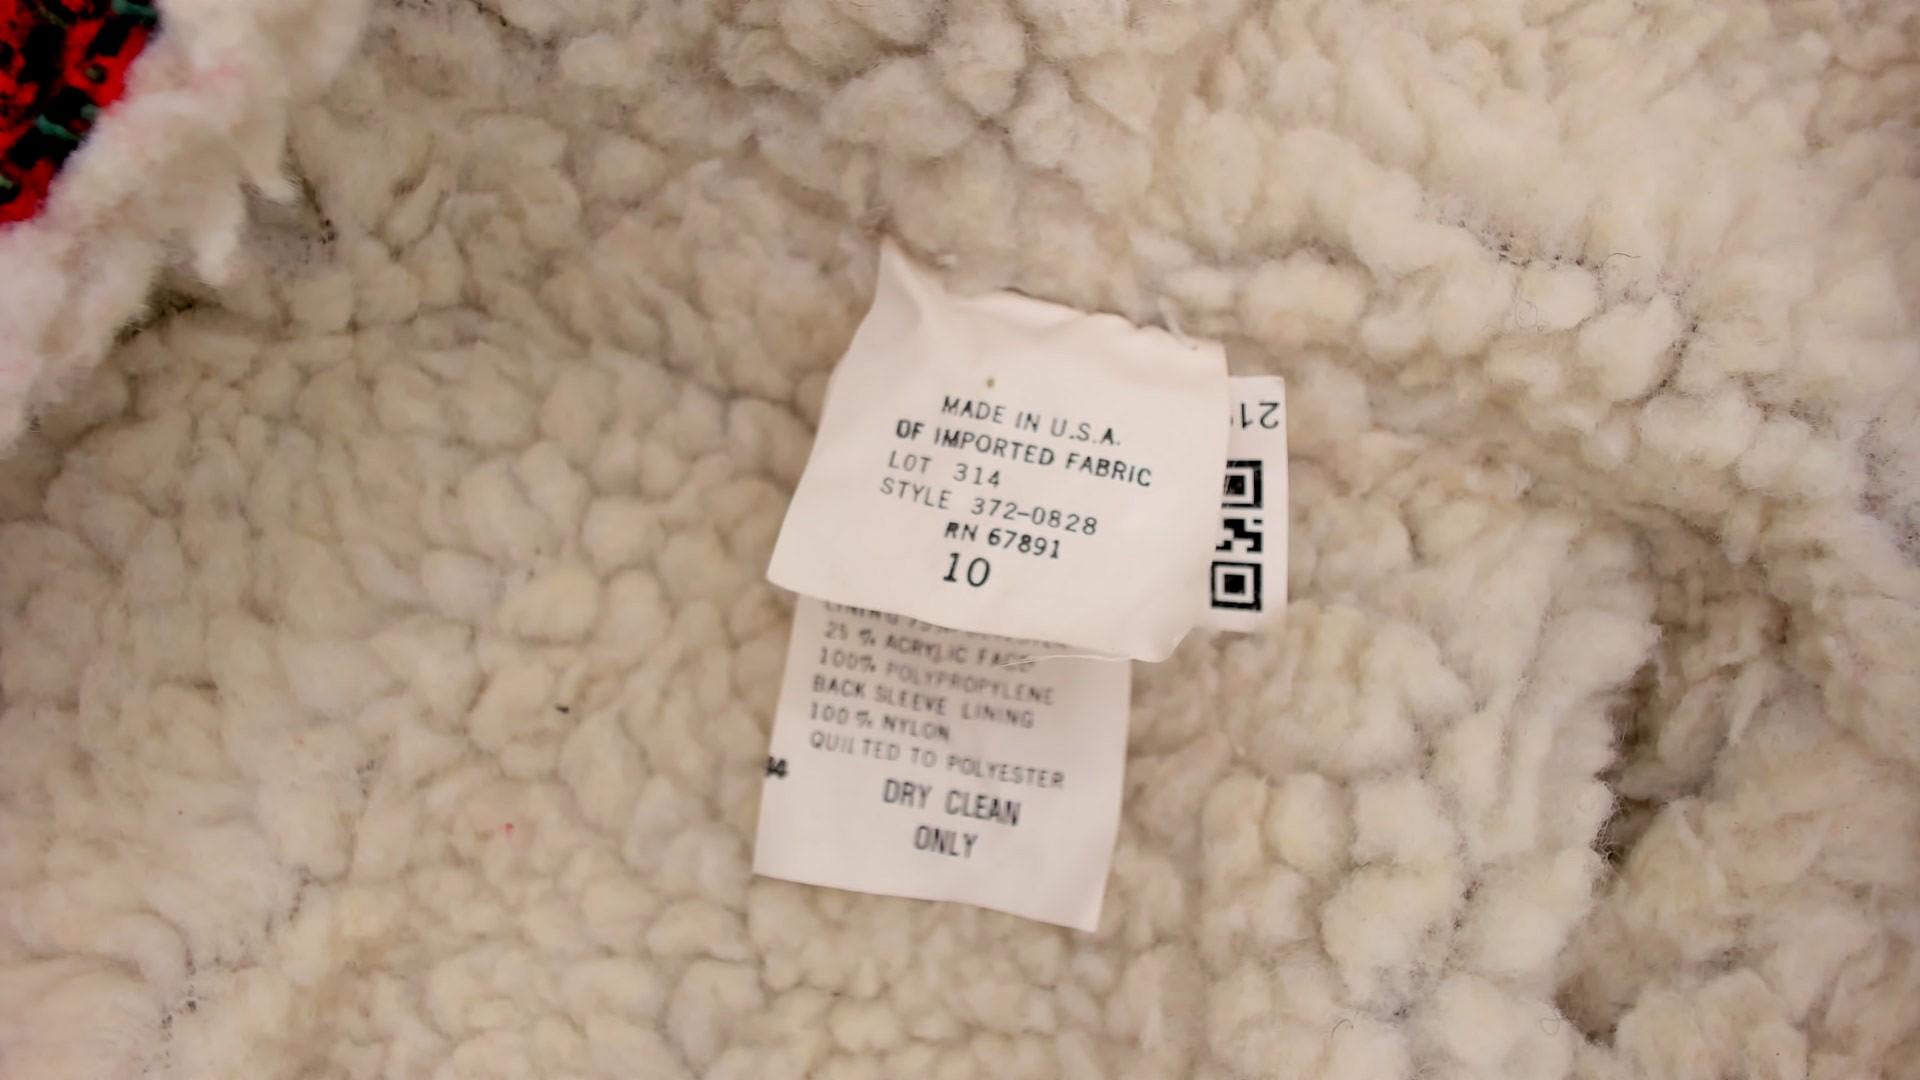 MADE IN U.S.A.
OF IMPORTED FABRIC
LOT 314
STYLE 372-0828
RN 67891
10
25 % ACRYLIC FACE
100% POLYPROPYLENE
BACK SLEEVE LINING
100 % NYLON
QUILTED TO POLYESTER
DRY CLEAN
ONLY